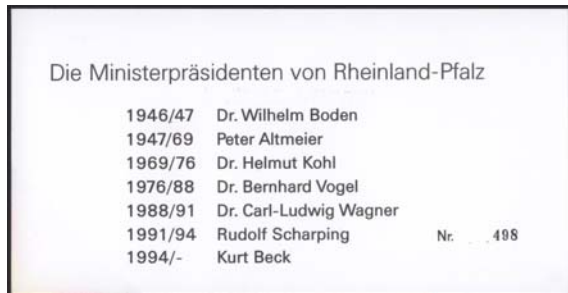 Die Ministerpräsidenten von Rheinland-Pfalz
1946/47 Dr. Wilhelm Boden
1947/69 Peter Altmeier
1969/76 Dr. Helmut Kohl
1976/88 Dr. Bernhard Vogel
1988/91 Dr. Carl-Ludwig Wagner
1991/94 Rudolf Scharping Nr. 498
1994/- Kurt Beck